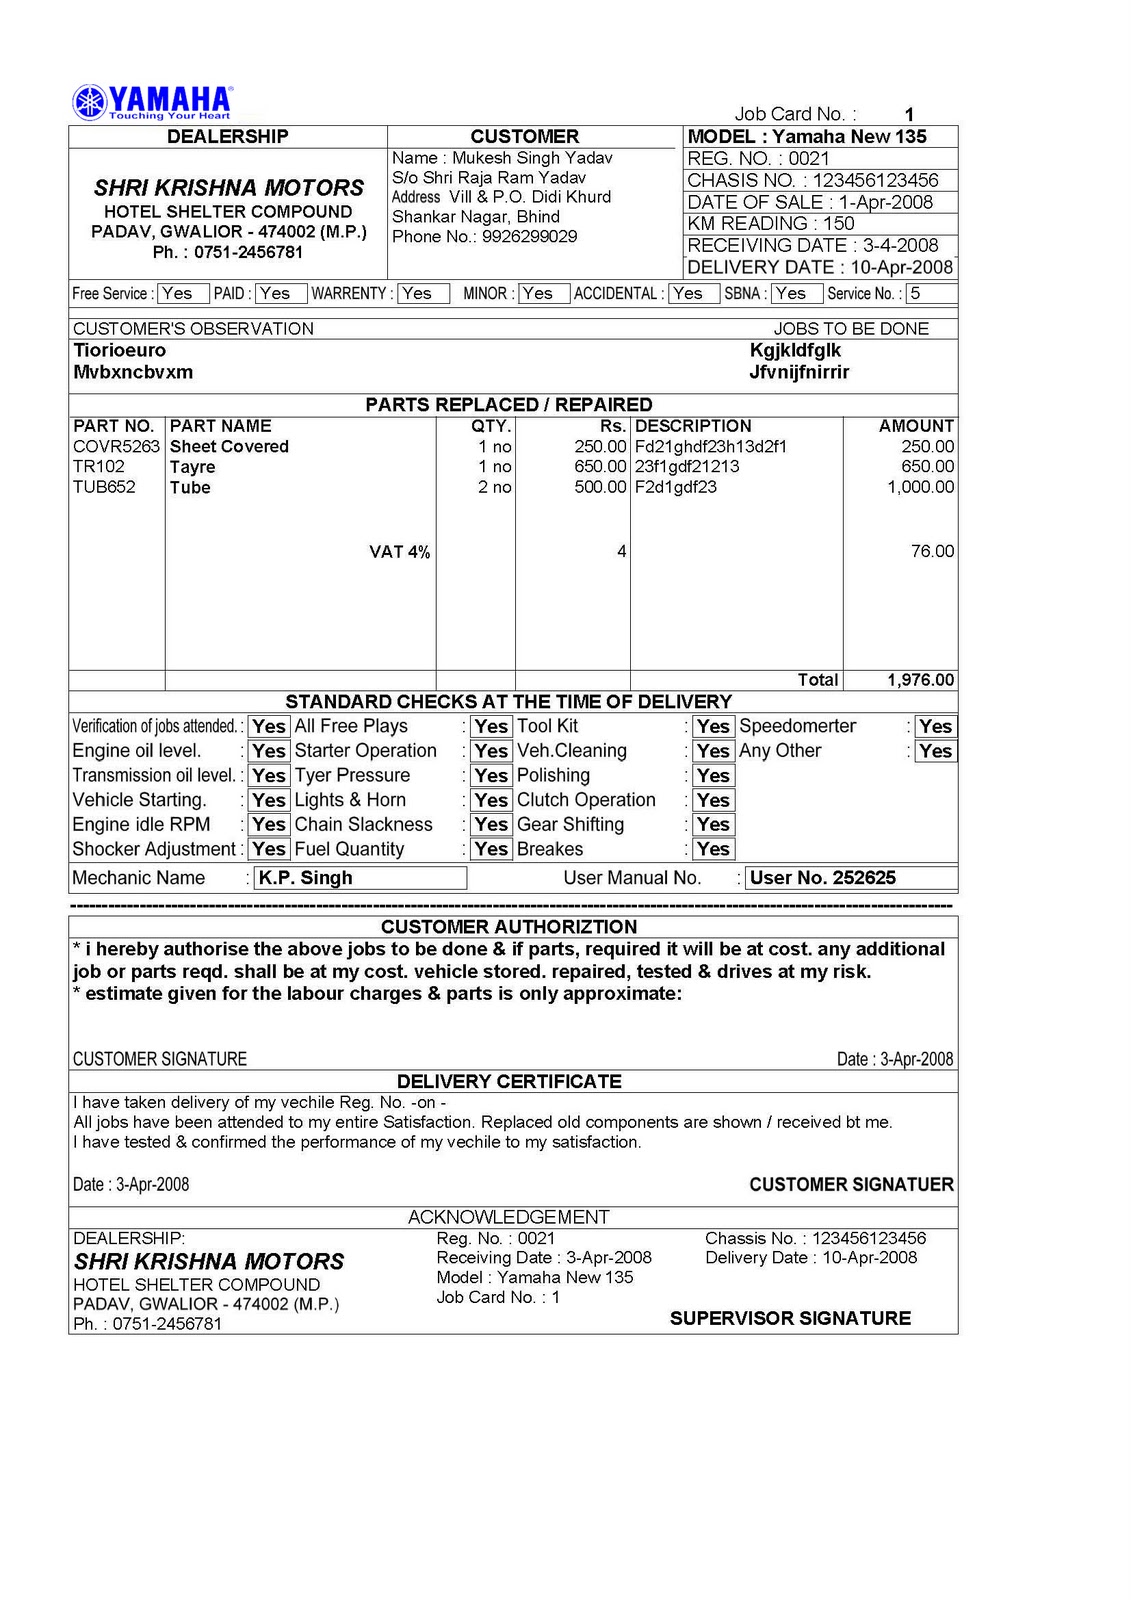 YAMAHA
Touching Your Heart
Job Card No. : 1
DEALERSHIP
SHRI KRISHNA MOTORS
HOTEL SHELTER COMPOUND
PADAV, GWALIOR - 474002 (M.P.)
Ph. : 0751-2456781
CUSTOMER
Name : Mukesh Singh Yadav
S/o Shri Raja Ram Yadav
Address Vill & P.O. Didi Khurd
Shankar Nagar, Bhind
Phone No.: 9926299029
MODEL : Yamaha New 135
REG. NO. : 0021
CHASIS NO. : 123456123456
DATE OF SALE : 1-Apr-2008
KM READING : 150
RECEIVING DATE : 3-4-2008
DELIVERY DATE : 10-Apr-2008
Free Service : Yes PAID : Yes WARRENTY : Yes MINOR : Yes ACCIDENTAL : Yes SBNA : Yes Service No. : 5
CUSTOMER'S OBSERVATION JOBS TO BE DONE
Tiorioeuro Kgjkldfglk
Mvbxncbvxm Jfvnijfnirrir
PARTS REPLACED / REPAIRED
PART NO. PART NAME QTY. Rs. DESCRIPTION AMOUNT
COVR5263 Sheet Covered 1 no 250.00 Fd21ghdf23h13d2f1 250.00
TR102 Tayre 1 no 650.00 23f1gdf21213 650.00
TUB652 Tube 2 no 500.00 F2d1gdf23 1,000.00
VAT 4% 4 76.00
Total 1,976.00
STANDARD CHECKS AT THE TIME OF DELIVERY
Verification of jobs attended. : Yes All Free Plays : Yes Tool Kit : Yes Speedomerter : Yes
Engine oil level. : Yes Starter Operation : Yes Veh.Cleaning : Yes Any Other : Yes
Transmission oil level. : Yes Tyer Pressure : Yes Polishing : Yes
Vehicle Starting. : Yes Lights & Horn : Yes Clutch Operation : Yes
Engine idle RPM : Yes Chain Slackness : Yes Gear Shifting : Yes
Shocker Adjustment : Yes Fuel Quantity : Yes Breakes : Yes
Mechanic Name : K.P. Singh User Manual No. : User No. 252625
CUSTOMER AUTHORIZTION
* i hereby authorise the above jobs to be done & if parts, required it will be at cost. any additional
job or parts reqd. shall be at my cost. vehicle stored. repaired, tested & drives at my risk.
* estimate given for the labour charges & parts is only approximate:
CUSTOMER SIGNATURE Date : 3-Apr-2008
DELIVERY CERTIFICATE
I have taken delivery of my vechile Reg. No. -on -
All jobs have been attended to my entire Satisfaction. Replaced old components are shown / received bt me.
I have tested & confirmed the performance of my vechile to my satisfaction.
Date : 3-Apr-2008 CUSTOMER SIGNATUER
ACKNOWLEDGEMENT
DEALERSHIP:
SHRI KRISHNA MOTORS
HOTEL SHELTER COMPOUND
PADAV, GWALIOR - 474002 (M.P.)
Ph. : 0751-2456781
Reg. No. : 0021
Receiving Date : 3-Apr-2008
Model : Yamaha New 135
Job Card No. : 1
Chassis No. : 123456123456
Delivery Date : 10-Apr-2008
SUPERVISOR SIGNATURE